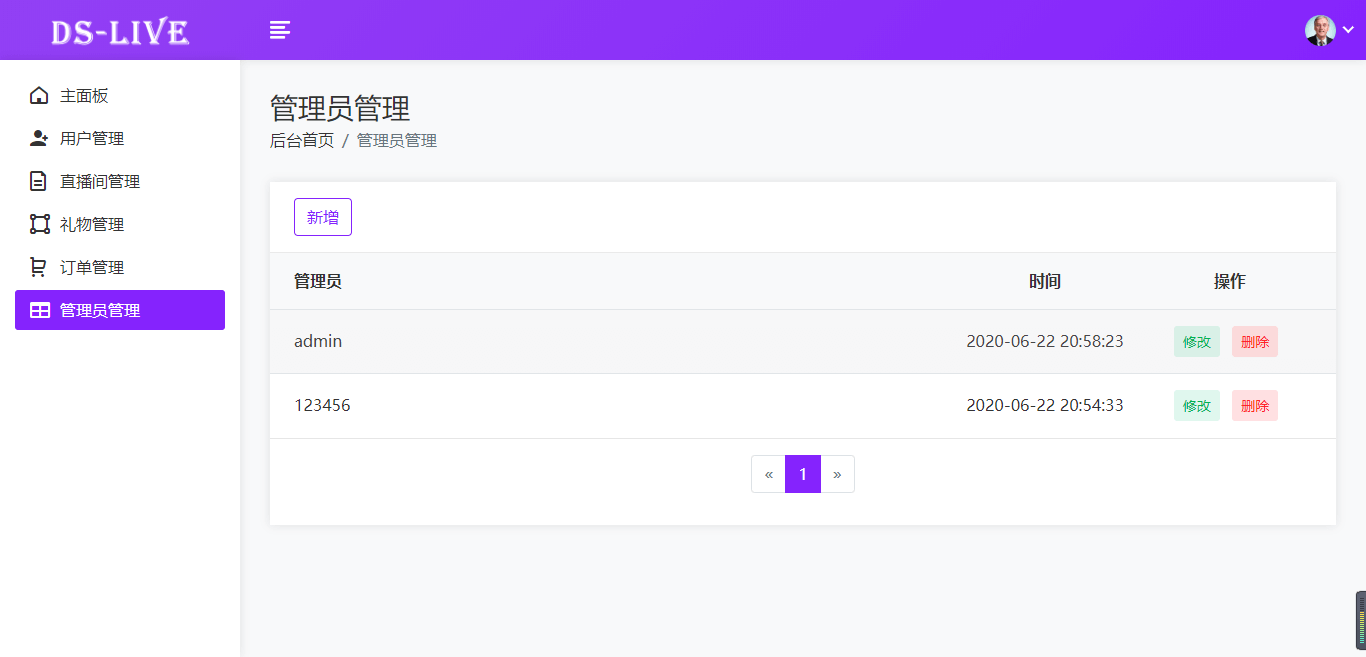 DS-LIVE
主面板
用户管理
直播间管理
礼物管理
订单管理
管理员管理
管理员管理
后台首页 / 管理员管理
新增
管理员 时间 操作
admin 2020-06-22 20:58:23 修改 删除
123456 2020-06-22 20:54:33 修改 删除
« 1 »